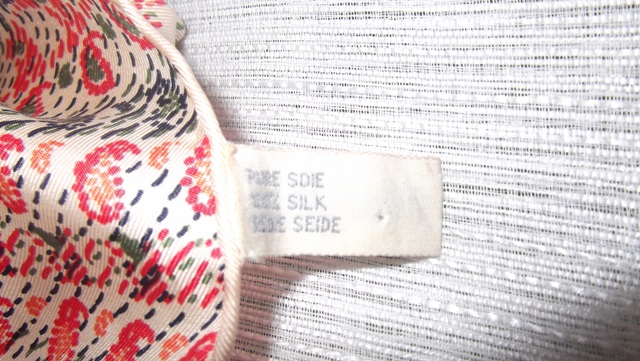 PURE SOIE
100% SILK
REINE SEIDE